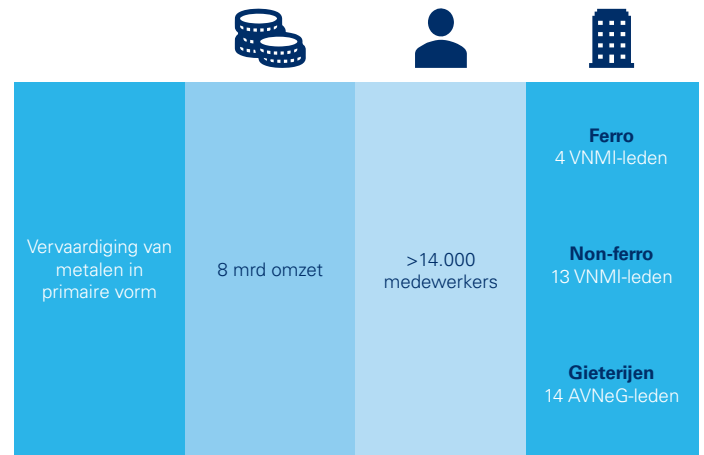 Vervaardiging van
metalen in
primaire vorm
8 mrd omzet
>14.000
medewerkers
Ferro
4 VNMI-leden
Non-ferro
13 VNMI-leden
Gieterijen
14 AVNeG-leden